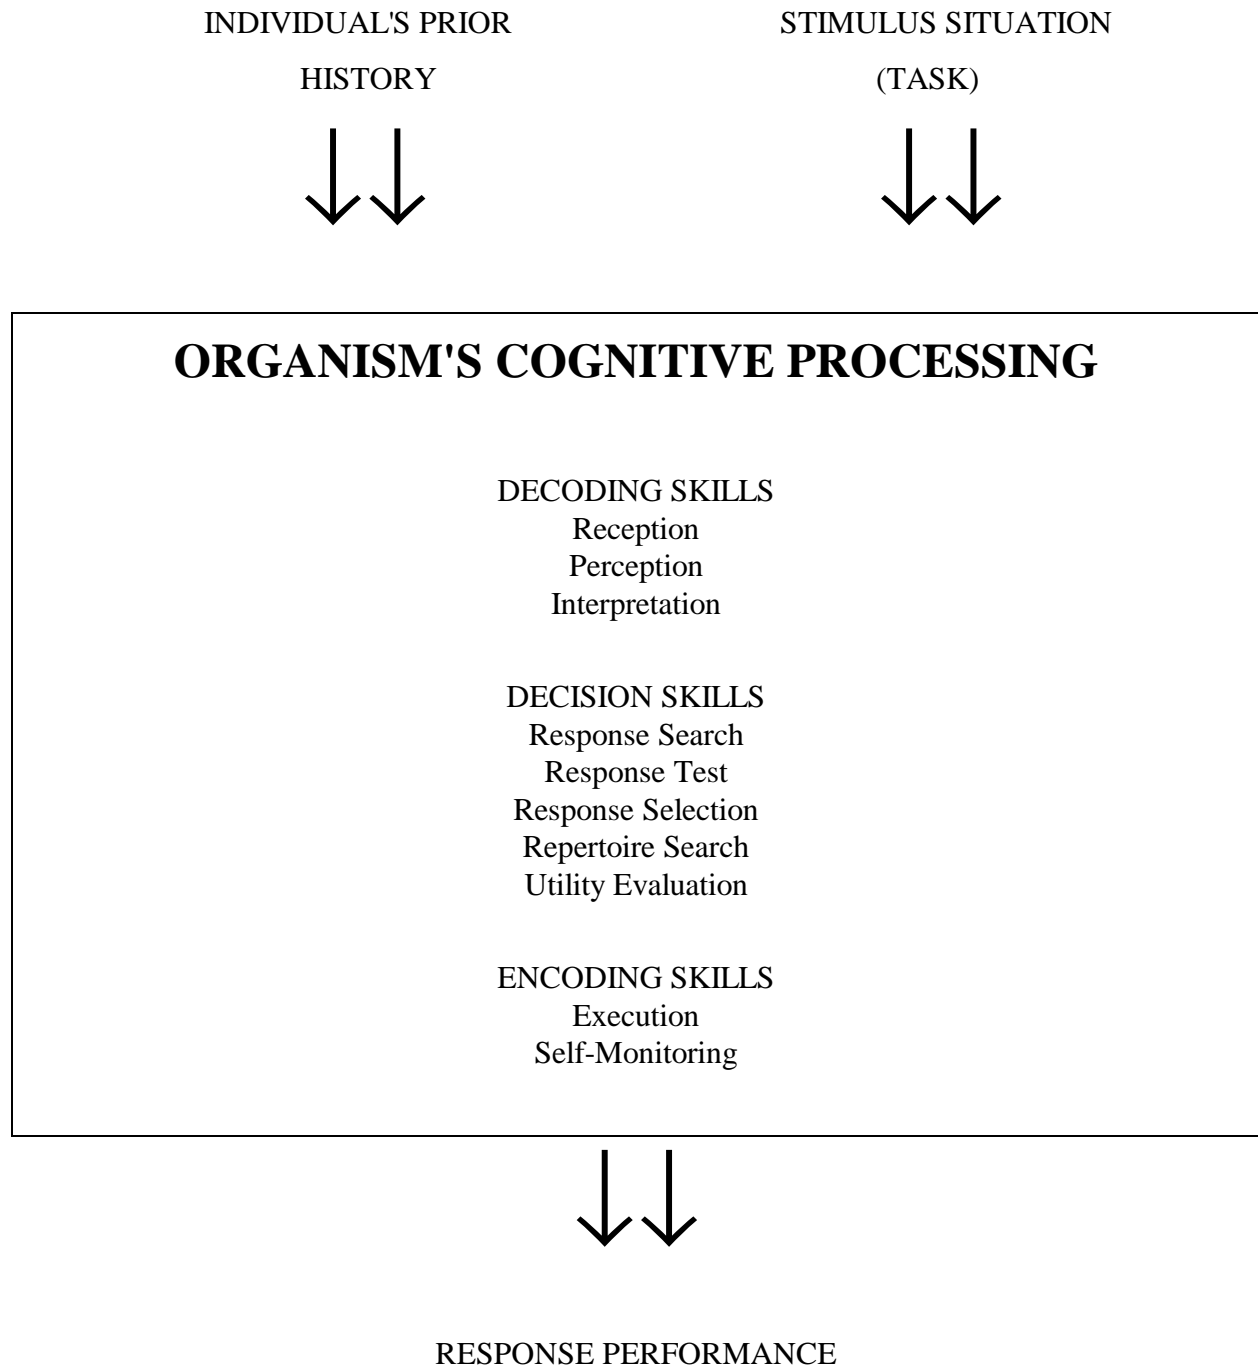 INDIVIDUAL'S PRIOR
HISTORY
STIMULUS SITUATION
(TASK)
ORGANISM'S COGNITIVE PROCESSING
DECODING SKILLS
Reception
Perception
Interpretation
DECISION SKILLS
Response Search
Response Test
Response Selection
Repertoire Search
Utility Evaluation
ENCODING SKILLS
Execution
Self-Monitoring
RESPONSE PERFORMANCE